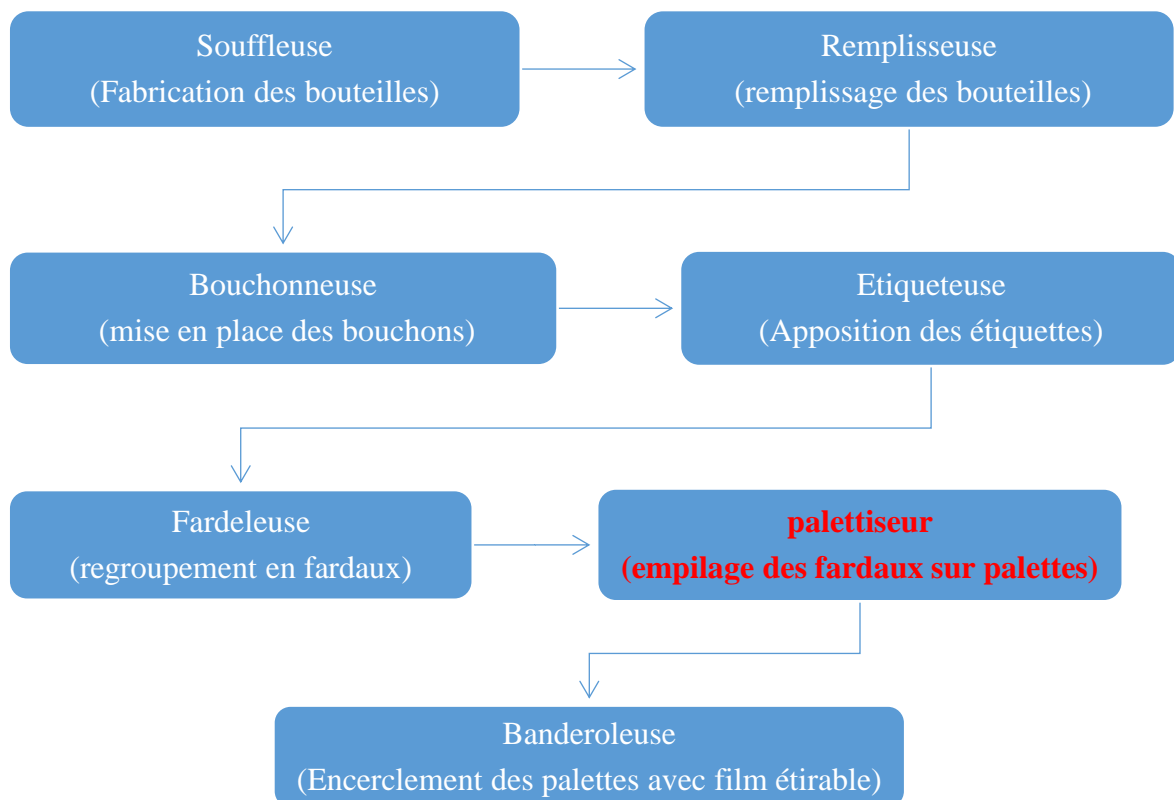 Souffleuse
(Fabrication des bouteilles)
Remplisseuse
(remplissage des bouteilles)
Bouchonneuse
(mise en place des bouchons)
Etiqueteuse
(Apposition des étiquettes)
Fardeleuse
(regroupement en fardaux)
palettiseur
(empilage des fardaux sur palettes)
Banderoleuse
(Encerclement des palettes avec film étirable)